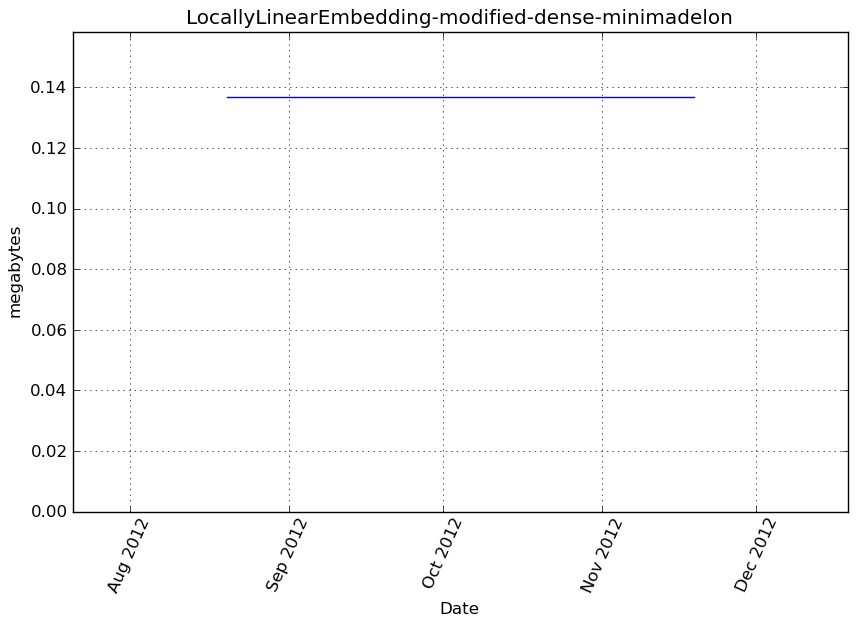 LocallyLinearEmbedding-modified-dense-minimadelon
megabytes
0.14
0.12
0.10
0.08
0.06
0.04
0.02
0.00
Aug 2012
Sep 2012
Oct 2012
Nov 2012
Dec 2012
Date